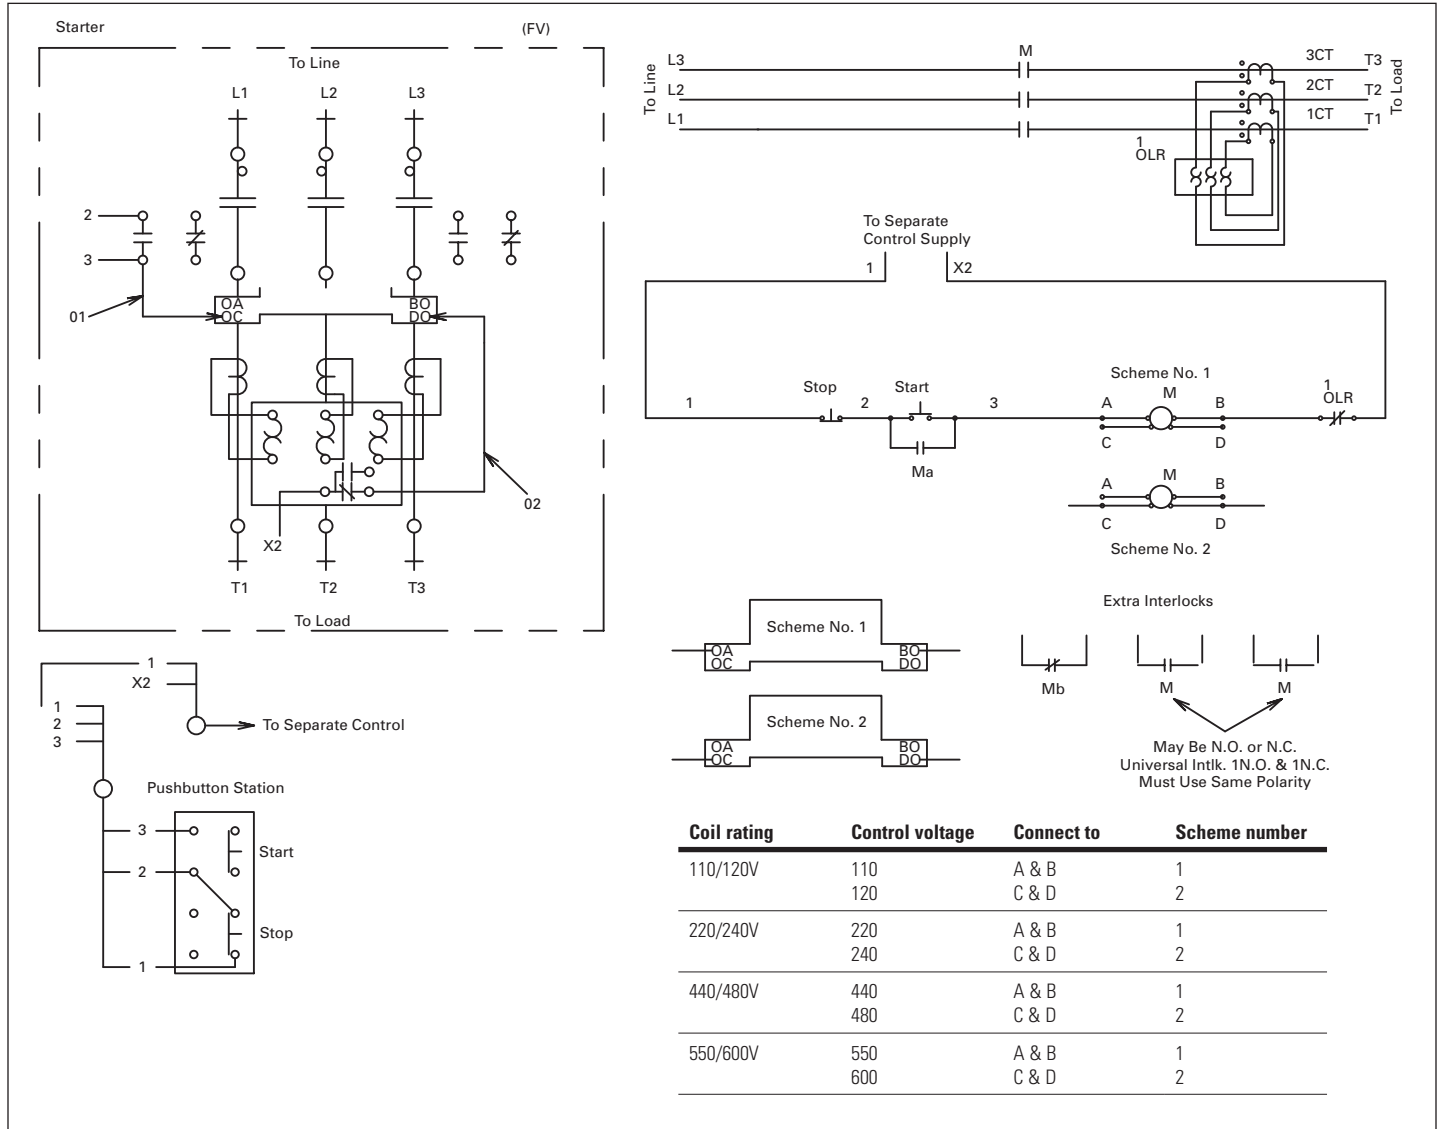 Starter
(FV)
To Line
L1
L2
L3
2
3
01
OA
OC
BO
DO
02
X2
T1
T2
T3
To Load
1
X2
1
2
3
To Separate Control
Pushbutton Station
3
Start
2
Stop
1
To Line
L3
L2
L1
M
3CT
2CT
1CT
T3
T2
T1
To Load
1
OLR
To Separate
Control Supply
1
X2
1
Stop
2
Start
3
Ma
Scheme No. 1
M
A
B
C
D
1
OLR
M
A
B
C
D
Scheme No. 2
Scheme No. 1
OA
OC
BO
DO
Scheme No. 2
OA
OC
BO
DO
Extra Interlocks
Mb
M
M
May Be N.O. or N.C.
Universal Intlk. 1N.O. & 1N.C.
Must Use Same Polarity
Coil rating Control voltage Connect to Scheme number
110/120V 110 A & B 1
120 C & D 2
220/240V 220 A & B 1
240 C & D 2
440/480V 440 A & B 1
480 C & D 2
550/600V 550 A & B 1
600 C & D 2